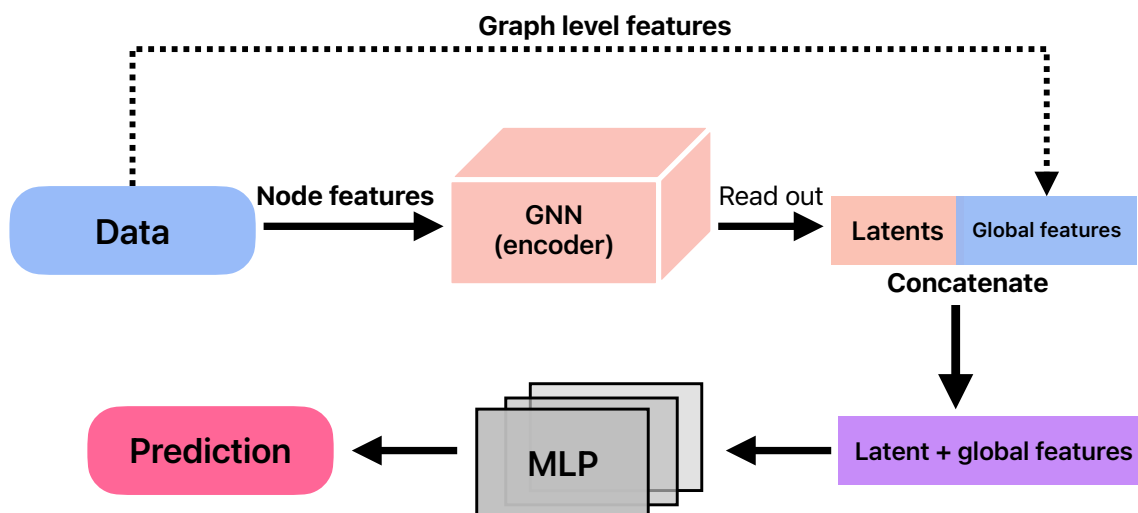 Graph level features
Data
Node features
GNN
(encoder)
Read out
Latents
Global features
Concatenate
Latent + global features
MLP
Prediction